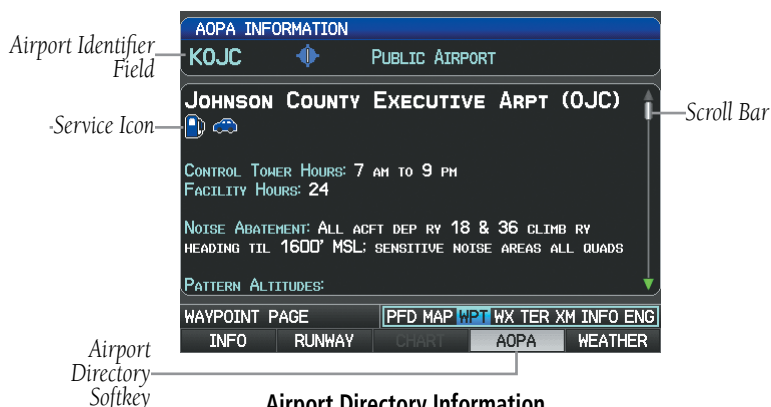 AOPA INFORMATION
Airport Identifier
Field
KOJC PUBLIC AIRPORT
JOHNSON COUNTY EXECUTIVE ARPT (OJC)
Scroll Bar
-Service Icon
CONTROL TOWER HOURS: 7 AM TO 9 PM
FACILITY HOURS: 24
NOISE ABATEMENT: ALL ACFT DEP RY 18 & 36 CLIMB RY
HEADING TIL 1600' MSL; SENSITIVE NOISE AREAS ALL QUADS
PATTERN ALTITUDES:
WAYPOINT PAGE PFD MAP WPT WX TER XM INFO ENG
INFO RUNWAY CHART AOPA WEATHER
Airport
Directory
Softkey
Airport Directory Information